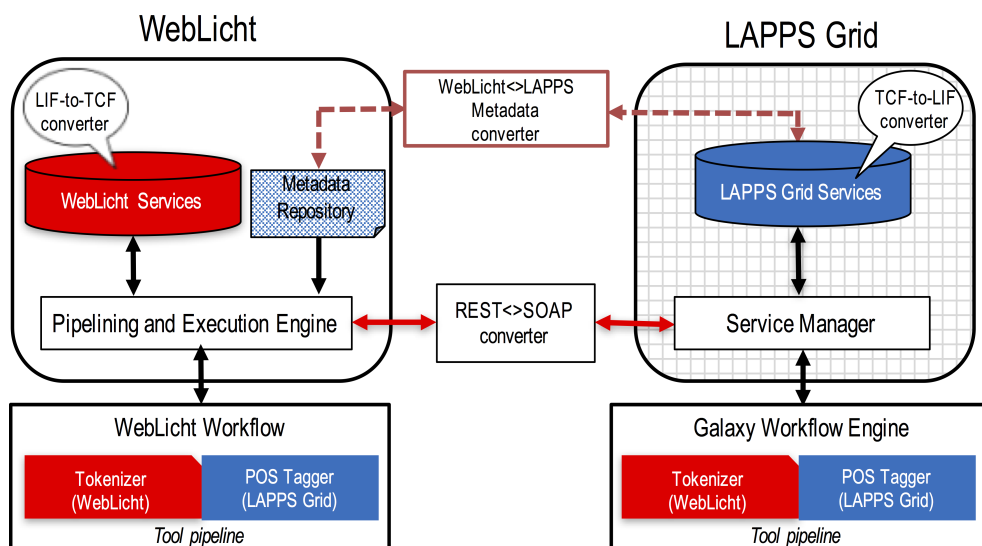 WebLicht
LAPPS Grid
LIF-to-TCF
converter
WebLicht<>LAPPS
Metadata
converter
TCF-to-LIF
converter
WebLicht Services
Metadata
Repository
LAPPS Grid Services
Pipelining and Execution Engine
REST<>SOAP
converter
Service Manager
WebLicht Workflow
Tokenizer
(WebLicht)
POS Tagger
(LAPPS Grid)
Tool pipeline
Galaxy Workflow Engine
Tokenizer
(WebLicht)
POS Tagger
(LAPPS Grid)
Tool pipeline